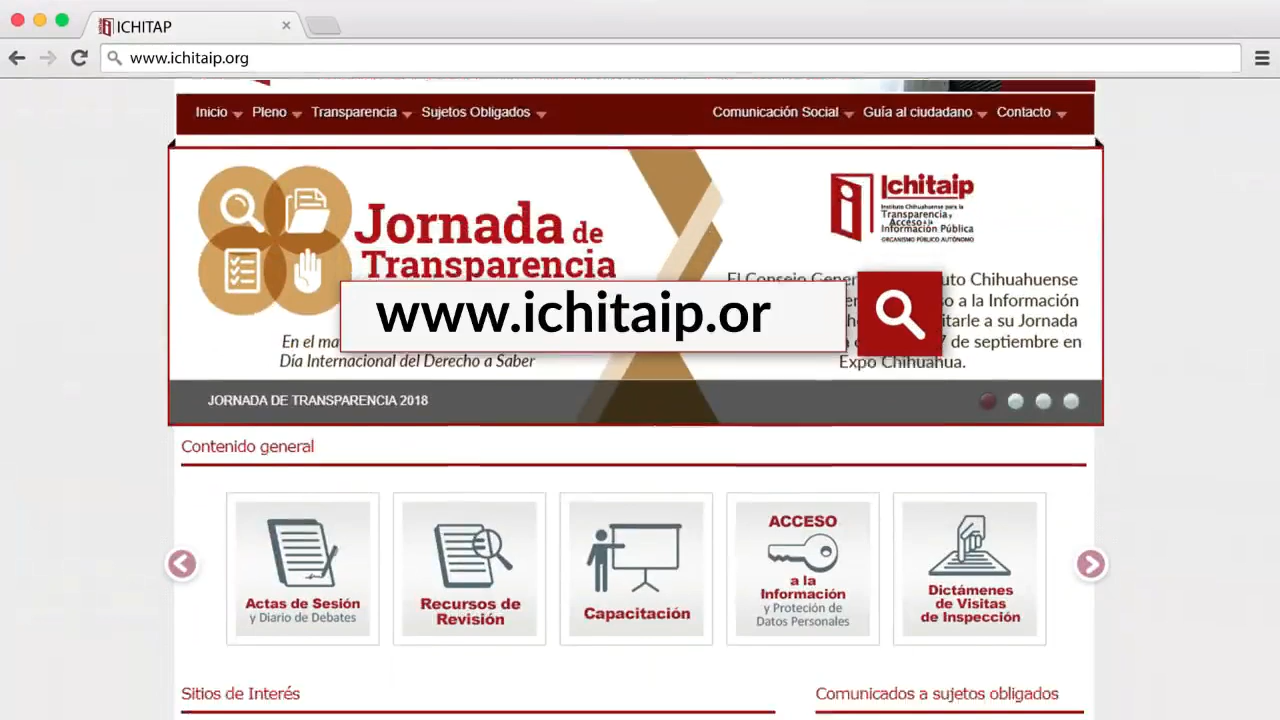 ICHITAP
www.ichitaip.org
Inicio Pleno Transparencia Sujetos Obligados Comunicación Social Guía al ciudadano Contacto
Jornada de
Transparencia
Ichitaip
Instituto Chihuahuense para la
Transparencia y
Acceso a la
Información Pública
ORGANISMO PÚBLICO AUTÓNOMO
www.ichitaip.or
El Consejo Gener uto Chihuahuense
o a la Información
itarle a su Jornada
7 de septiembre en
Expo Chihuahua.
En el ma
Día Internacional del Derecho a Saber
JORNADA DE TRANSPARENCIA 2018
Contenido general
Actas de Sesión
y Diario de Debates
Recursos de
Revisión
Capacitación
ACCESO
a la
Información
y Proteción de
Datos Personales
Dictámenes
de Visitas
de Inspección
Sitios de Interés
Comunicados a sujetos obligados